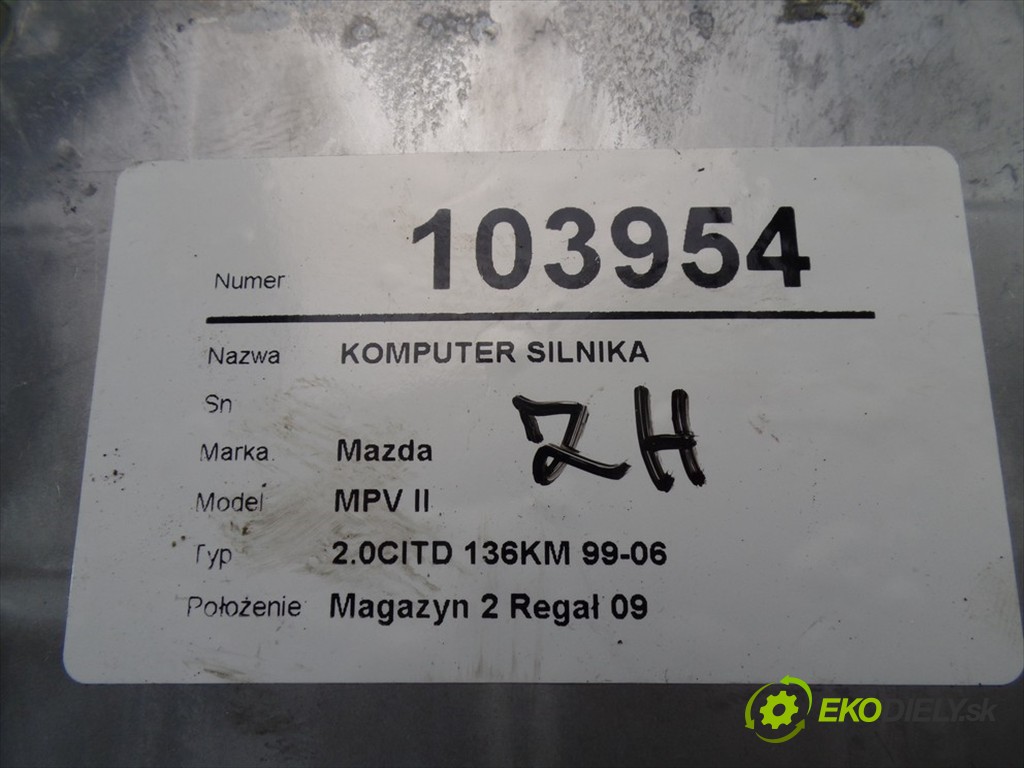 Numer 103954
Nazwa KOMPUTER SILNIKA
Sn
ZH
Marka Mazda
Model MPV II
Typ 2.0CITD 136KM 99-06
Położenie Magazyn 2 Regał 09
EKODIELY.sk